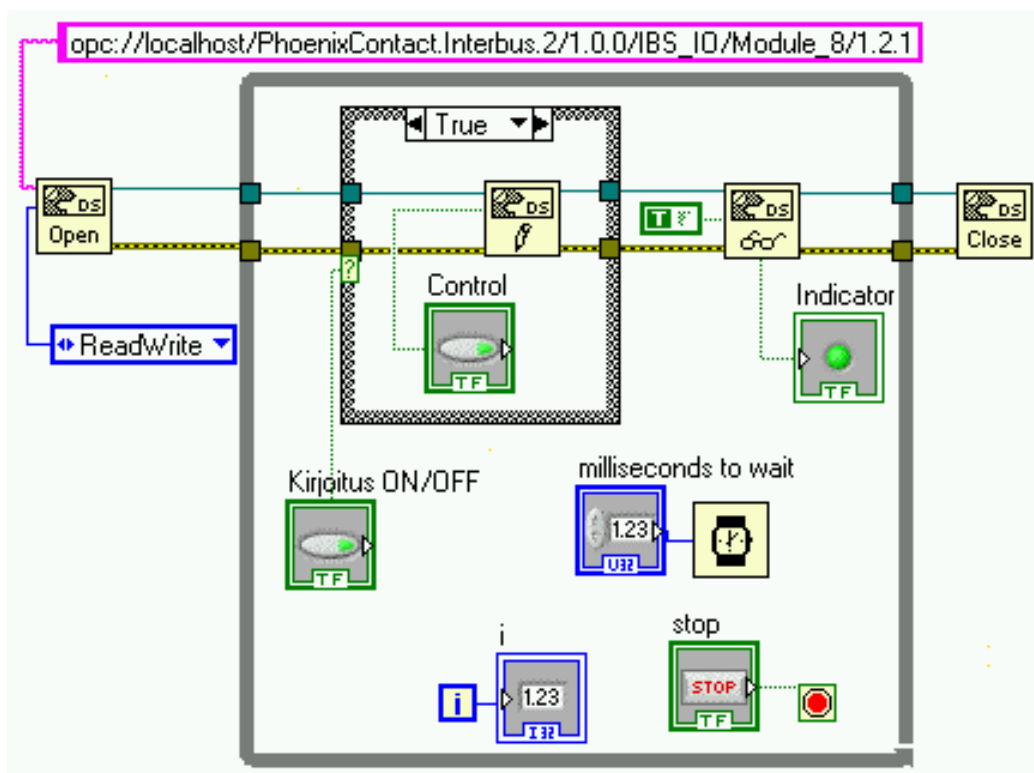 opc://localhost/PhoenixContact.Interbus.2/1.0.0/IBS_IO/Module_8/1.2.1
True
DS
Open
DS
DS
DS
Close
T
?
Control
TF
Indicator
TF
ReadWrite
Kirjoitus ON/OFF
TF
milliseconds to wait
1.23
U32
i
i
1.23
I32
stop
STOP
TF